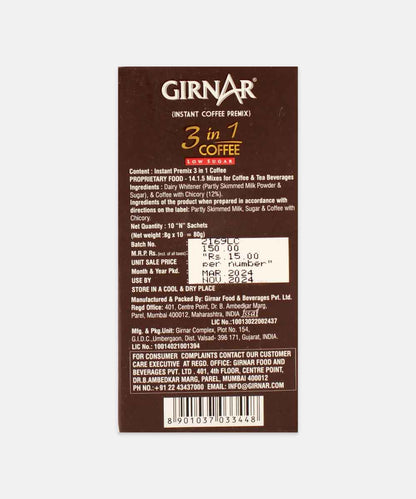 GIRNAR®
(INSTANT COFFEE PREMIX)
3 in 1
COFFEE
LOW SUGAR
Content : Instant Premix 3 in 1 Coffee
PROPRIETARY FOOD - 14.1.5 Mixes for Coffee & Tea Beverages
Ingredients : Dairy Whitener (Partly Skimmed Milk Powder &
Sugar), & Coffee with Chicory (12%).
Ingredients of the product when prepared in accordance with
directions on the label: Partly Skimmed Milk, Sugar & Coffee with
Chicory.
Net Quantity : 10 "N" Sachets
(Net weight :8g x 10 = 80g)
Batch No. 2169LC
M.R.P Rs. (incl. of all taxes) 150.00
UNIT SALE PRICE "Rs. 15.00
per number"
Month & Year Pkd. MAR.2024
USE BY NOV.2024
STORE IN A COOL & DRY PLACE
Manufactured & Packed By: Girnar Food & Beverages Pvt. Ltd.
Regd Office: 401, Centre Point, Dr. B. Ambedkar Marg,
Parel, Mumbai 400012, Maharashtra, INDIA fssai
LIC No.: 10013022002437
Mfg. & Pkg.Unit: Girnar Complex, Plot No. 154,
G.I.D.C.,Umbergaon, Dist. Valsad- 396 171, Gujarat, INDIA.
LIC No.: 10014021001394
FOR CONSUMER COMPLAINTS CONTACT OUR CUSTOMER
CARE EXECUTIVE AT REGD. OFFICE: GIRNAR FOOD AND
BEVERAGES PVT. LTD . 401, 4th FLOOR, CENTRE POINT,
DR.B.AMBEDKAR MARG, PAREL, MUMBAI 400012
PH NO.:+91 22 43437000 EMAIL: INFO@GIRNAR.COM
8 901037 033448